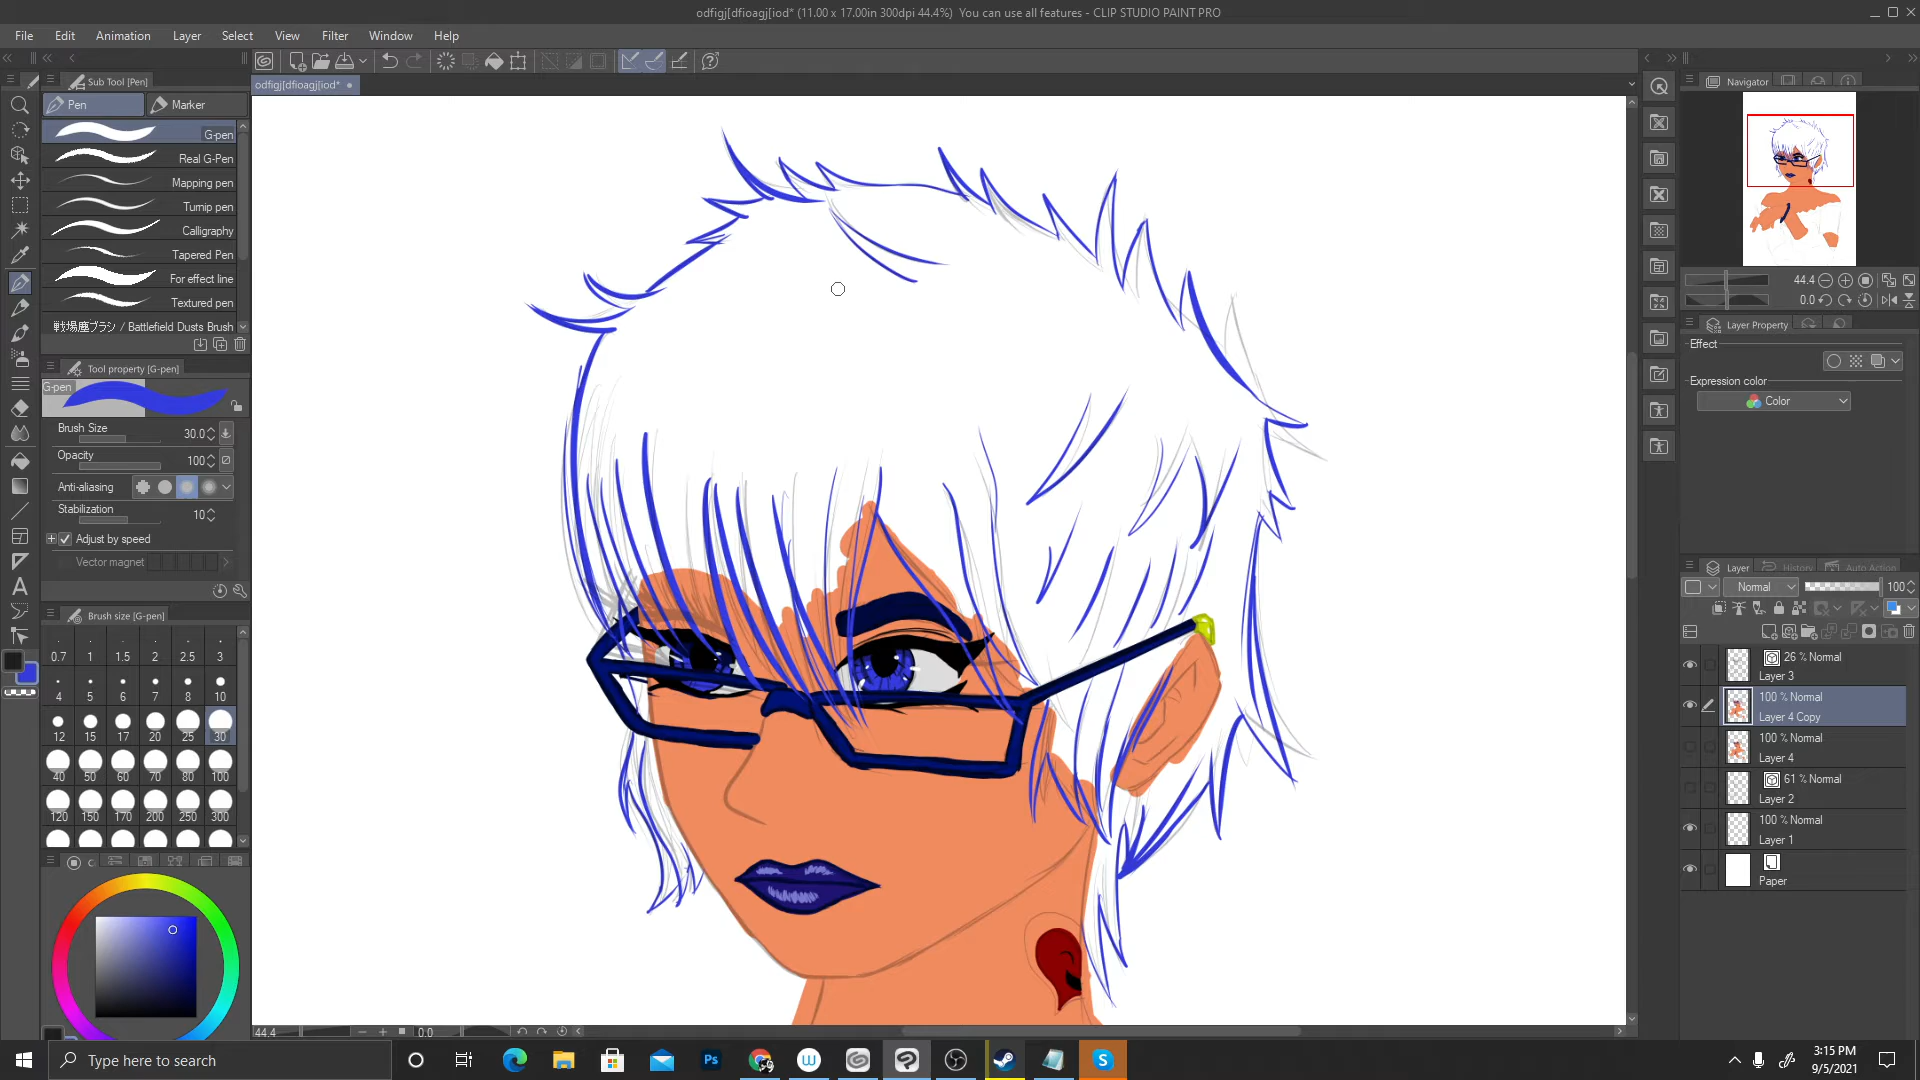 odfigj[dfioagj[iod* (11.00 x 17.00in 300dpi 44.4%)  You can use all features - CLIP STUDIO PAINT PRO
File Edit Animation Layer Select View Filter Window Help
Sub Tool [Pen]
odfigj[dfioagj[iod*
Navigator
Pen Marker
G-pen
Real G-Pen
Mapping pen
Turnip pen
Calligraphy
Tapered Pen
For effect line
Textured pen
戦場塵ブラシ / Battlefield Dusts Brush
44.4
0.0
Layer Property
Effect
Expression color
Color
Tool property [G-pen]
G-pen
Brush Size 30.0
Opacity 100
Anti-aliasing
Stabilization 10
Adjust by speed
Vector magnet
Brush size [G-pen]
0.7 1 1.5 2 2.5 3
4 5 6 7 8 10
12 15 17 20 25 30
40 50 60 70 80 100
120 150 170 200 250 300
Layer History Auto Action
Normal 100
26 % Normal
Layer 3
100 % Normal
Layer 4 Copy
100 % Normal
Layer 4
61 % Normal
Layer 2
100 % Normal
Layer 1
Paper
44.4 0.0
Type here to search
Ps
3:15 PM
9/5/2021